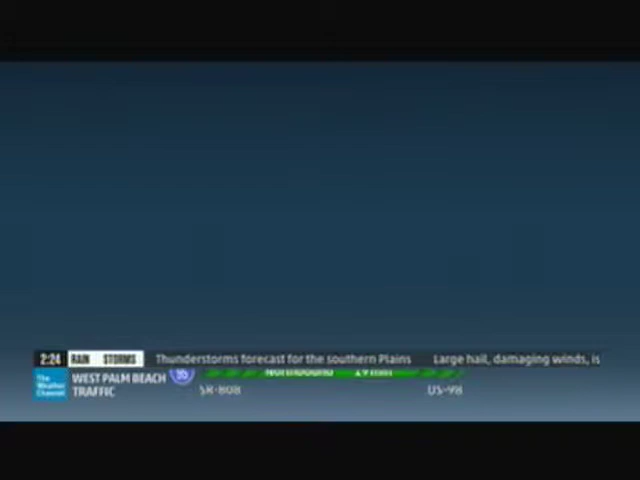 2:24 RAIN STORMS Thunderstorms forecast for the southern Plains Large hail, damaging winds, is
The Weather Channel
WEST PALM BEACH
TRAFFIC
95
Northbound
SR-808 US-98